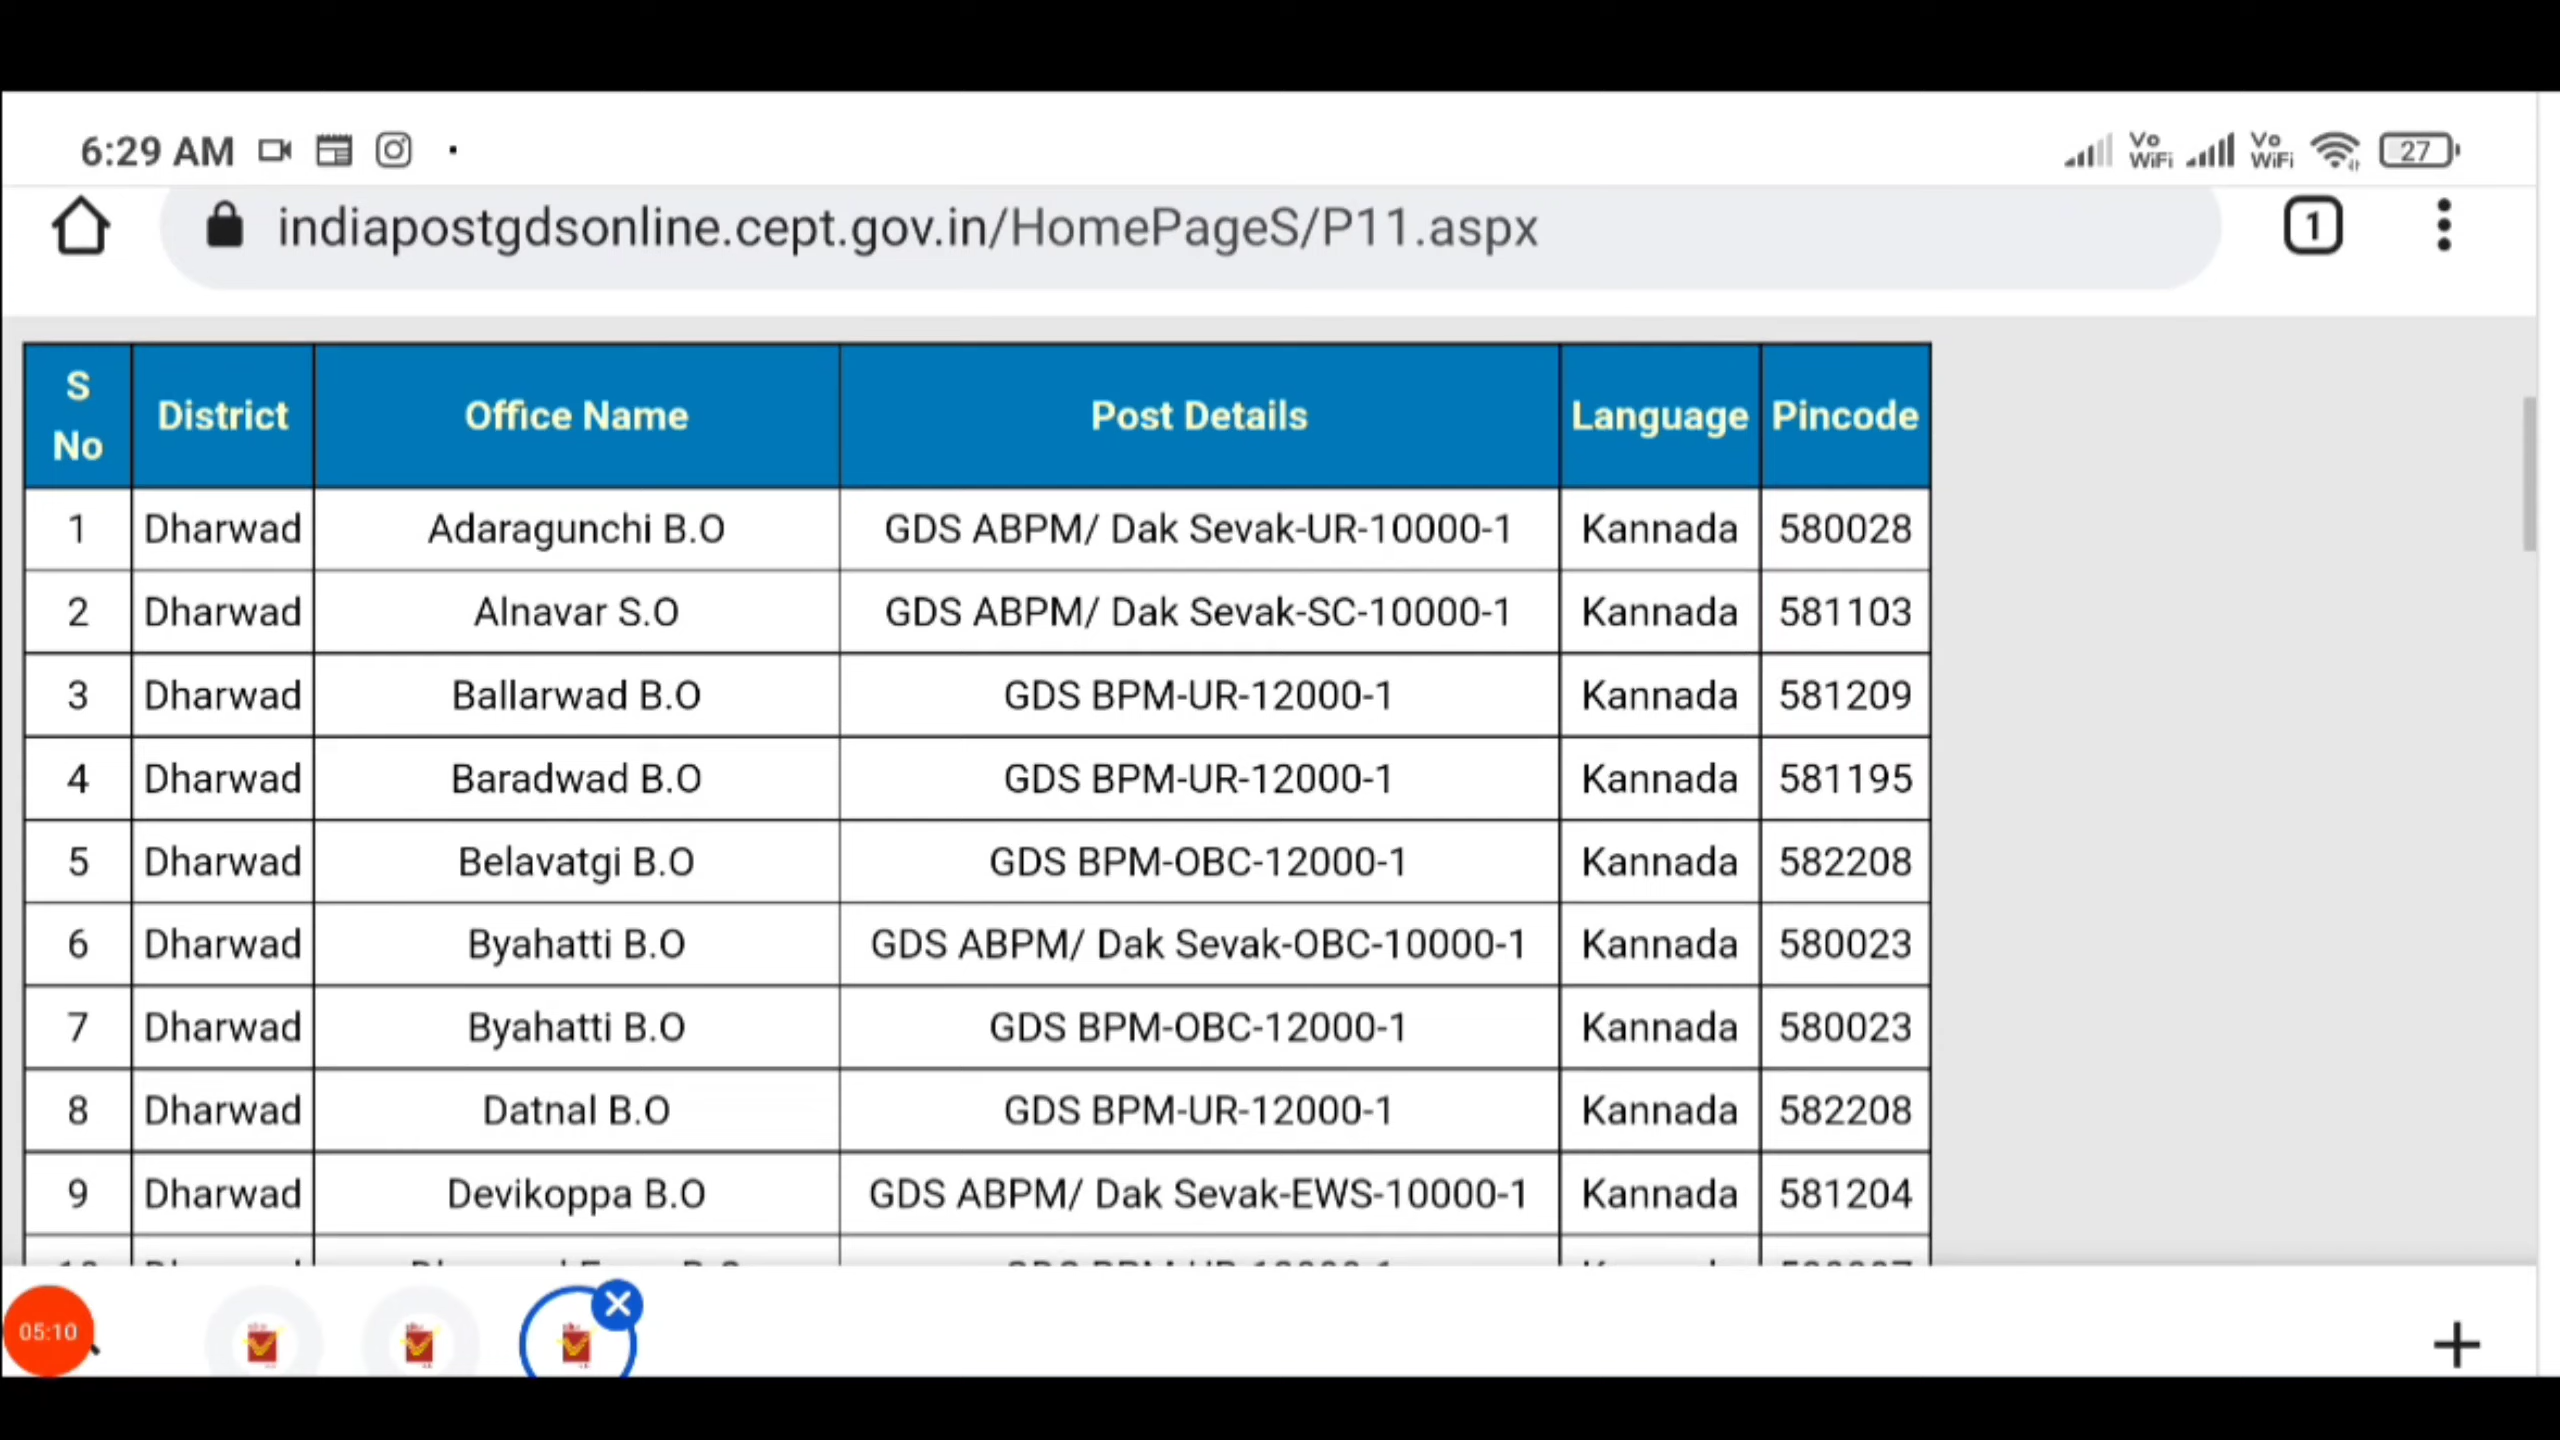 6:29 AM
Vo WiFi Vo WiFi 27
indiapostgdsonline.cept.gov.in/HomePageS/P11.aspx
1
S No District Office Name Post Details Language Pincode
1 Dharwad Adaragunchi B.O GDS ABPM/ Dak Sevak-UR-10000-1 Kannada 580028
2 Dharwad Alnavar S.O GDS ABPM/ Dak Sevak-SC-10000-1 Kannada 581103
3 Dharwad Ballarwad B.O GDS BPM-UR-12000-1 Kannada 581209
4 Dharwad Baradwad B.O GDS BPM-UR-12000-1 Kannada 581195
5 Dharwad Belavatgi B.O GDS BPM-OBC-12000-1 Kannada 582208
6 Dharwad Byahatti B.O GDS ABPM/ Dak Sevak-OBC-10000-1 Kannada 580023
7 Dharwad Byahatti B.O GDS BPM-OBC-12000-1 Kannada 580023
8 Dharwad Datnal B.O GDS BPM-UR-12000-1 Kannada 582208
9 Dharwad Devikoppa B.O GDS ABPM/ Dak Sevak-EWS-10000-1 Kannada 581204
05:10